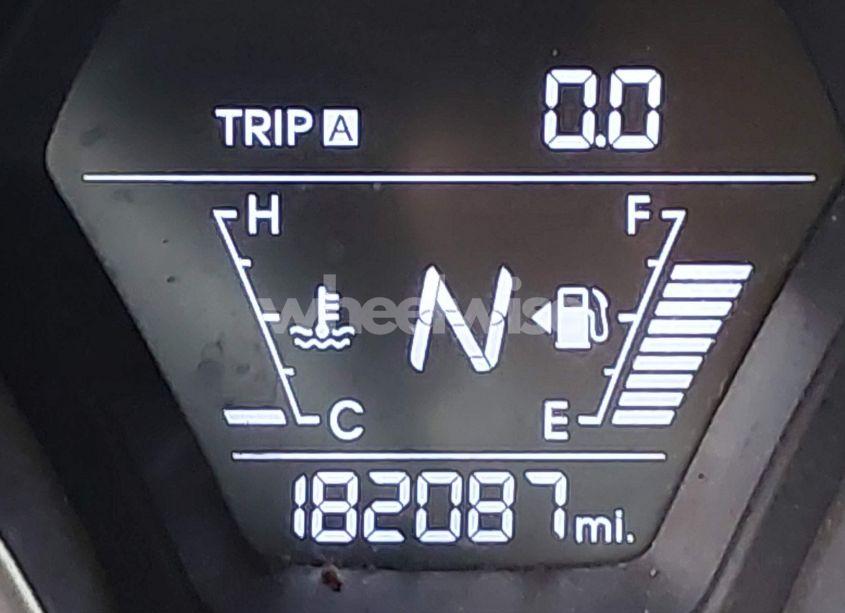 TRIP A 0.0
H F
wheelwise
N
C E
182087 mi.